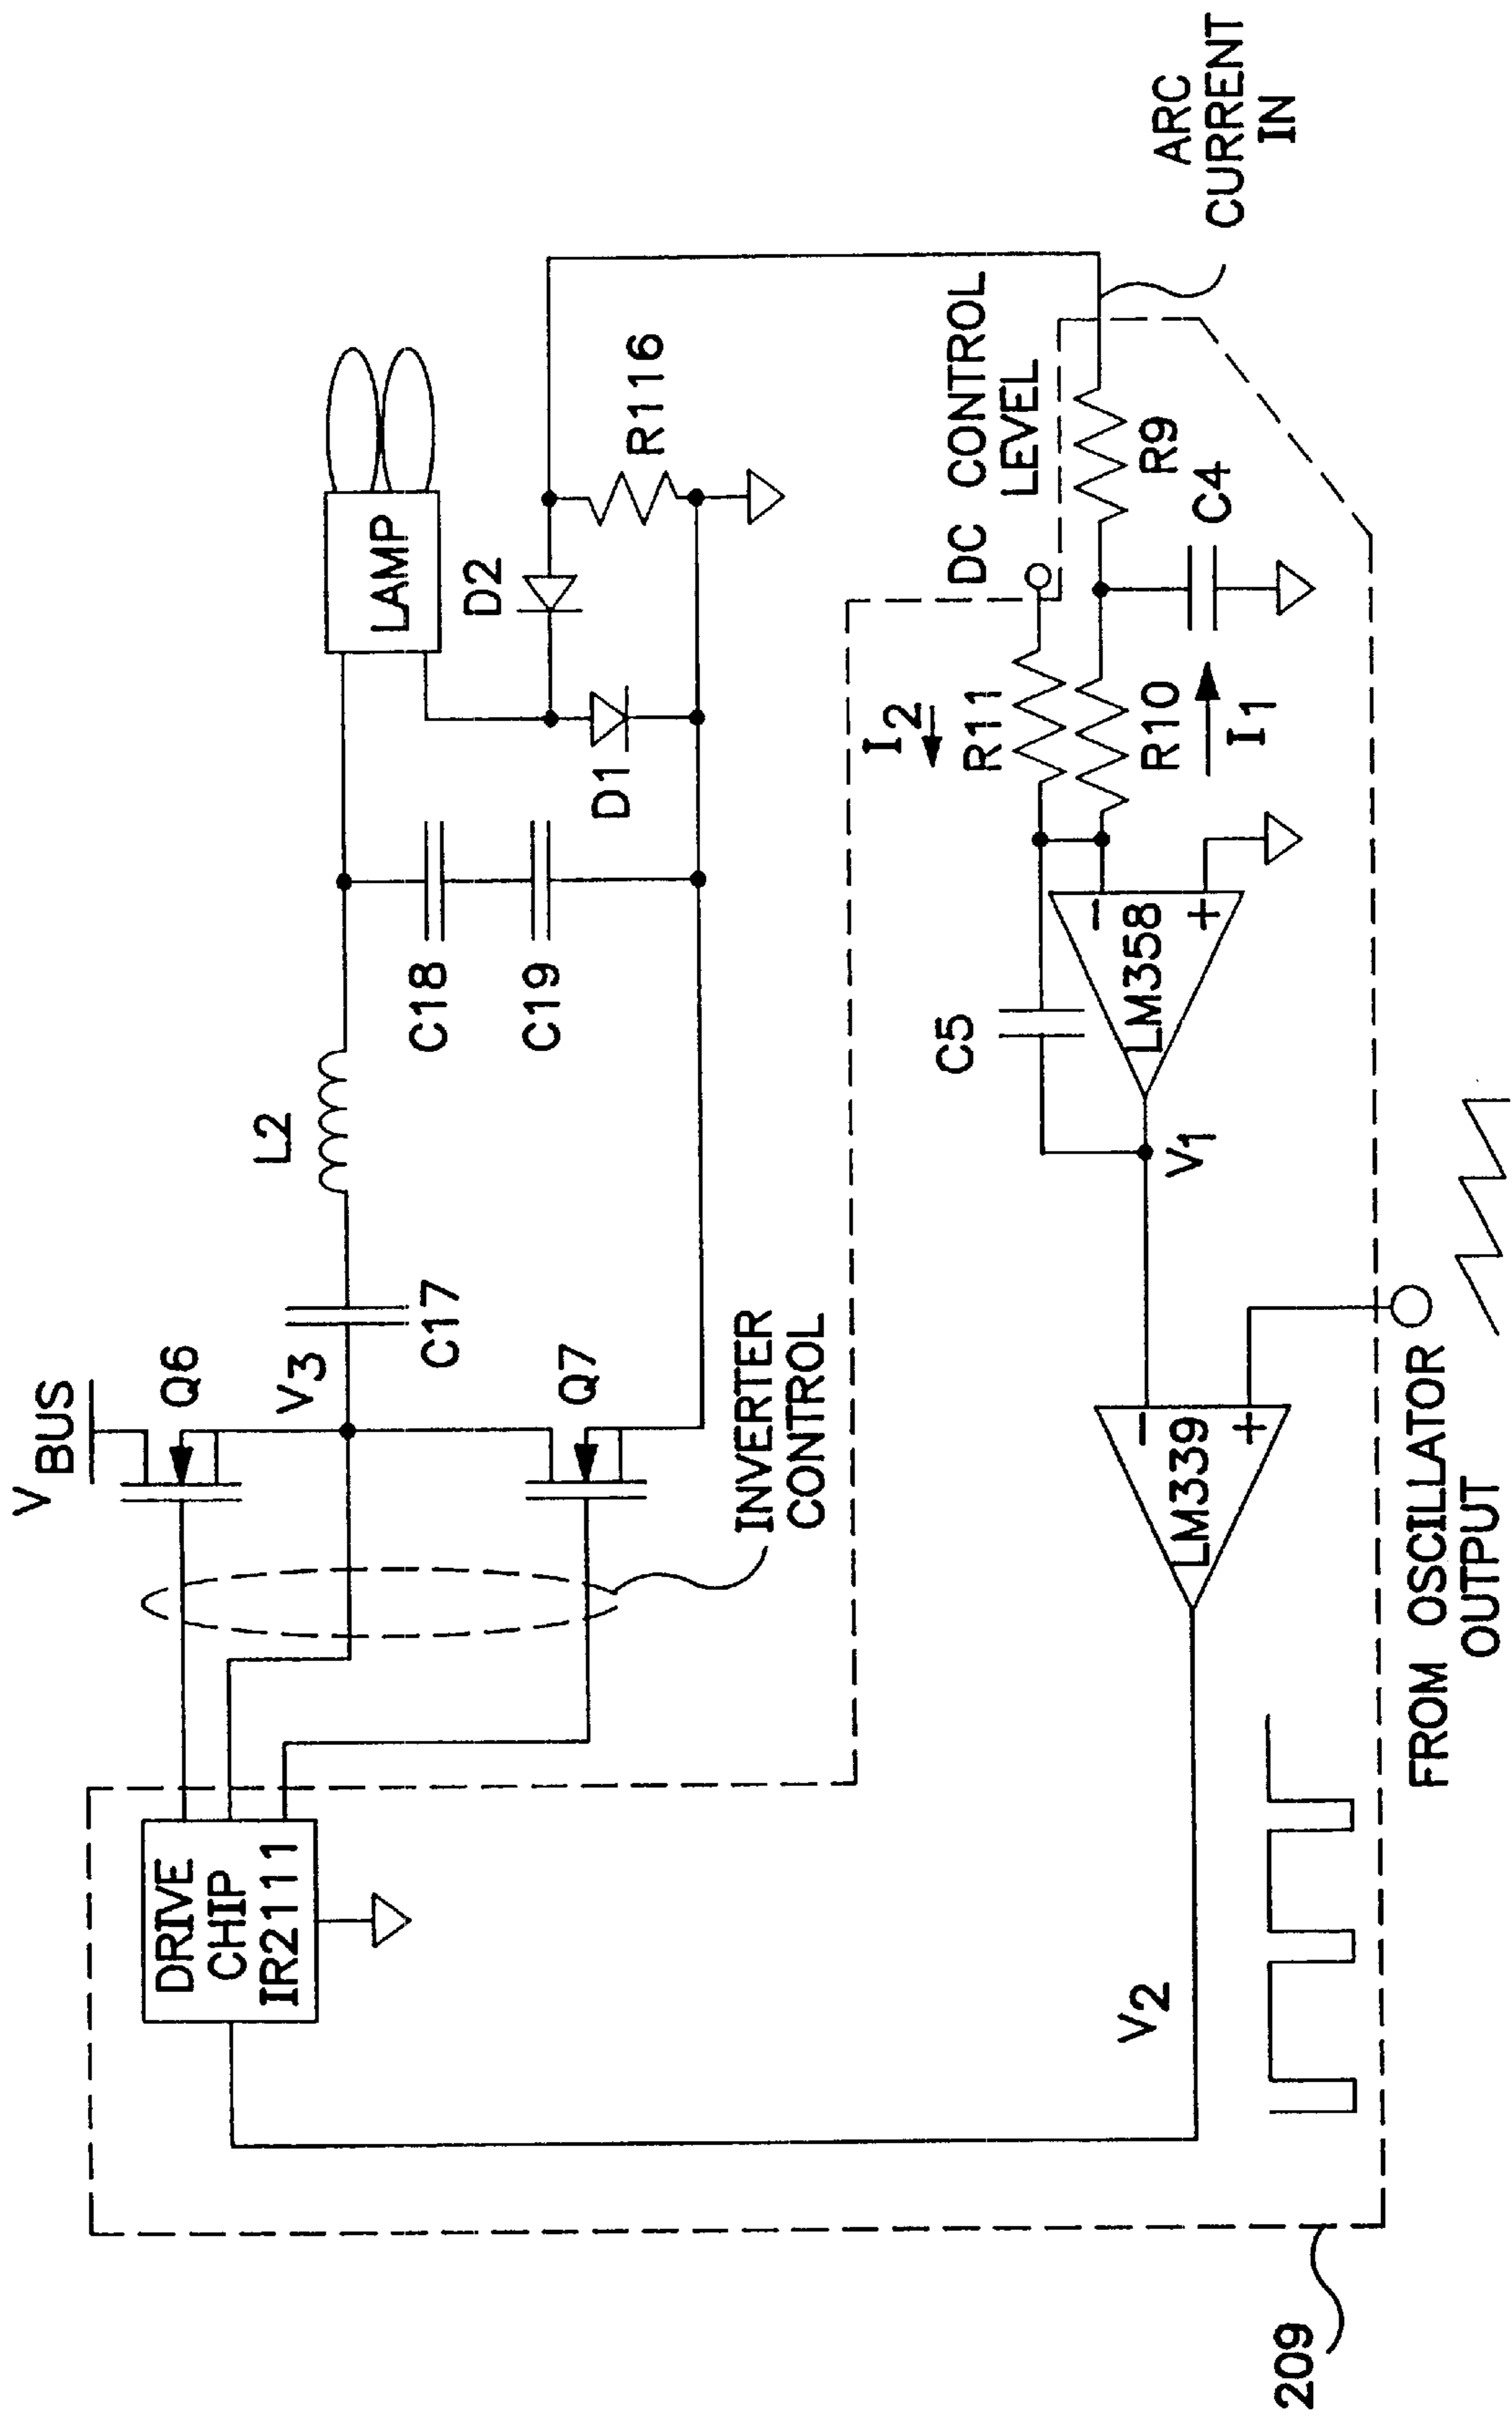 V BUS
Q6
V3
C17
L2
Q7
C18
C19
LAMP
D2
D1
R116
INVERTER
CONTROL
DRIVE
CHIP
IR2111
DC CONTROL
LEVEL
I2
R11
R10
I1
R9
C4
ARC
CURRENT
IN
C5
−
+
LM358
V1
−
+
LM339
V2
FROM OSCILLATOR
OUTPUT
209